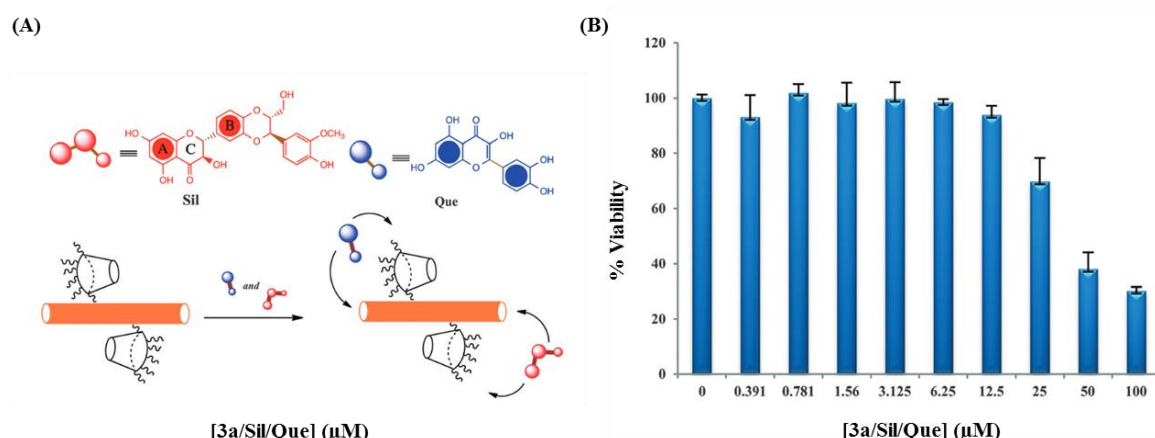 (A)
OH
HO
O
O
B
OCH3
A
C
O
OH
OH
OH
O
Sil
OH
O
OH
HO
O
OH
OH
Que
and
[3a/Sil/Que] (µM)
(B)
% Viability
120
100
80
60
40
20
0
0 0.391 0.781 1.56 3.125 6.25 12.5 25 50 100
[3a/Sil/Que] (µM)